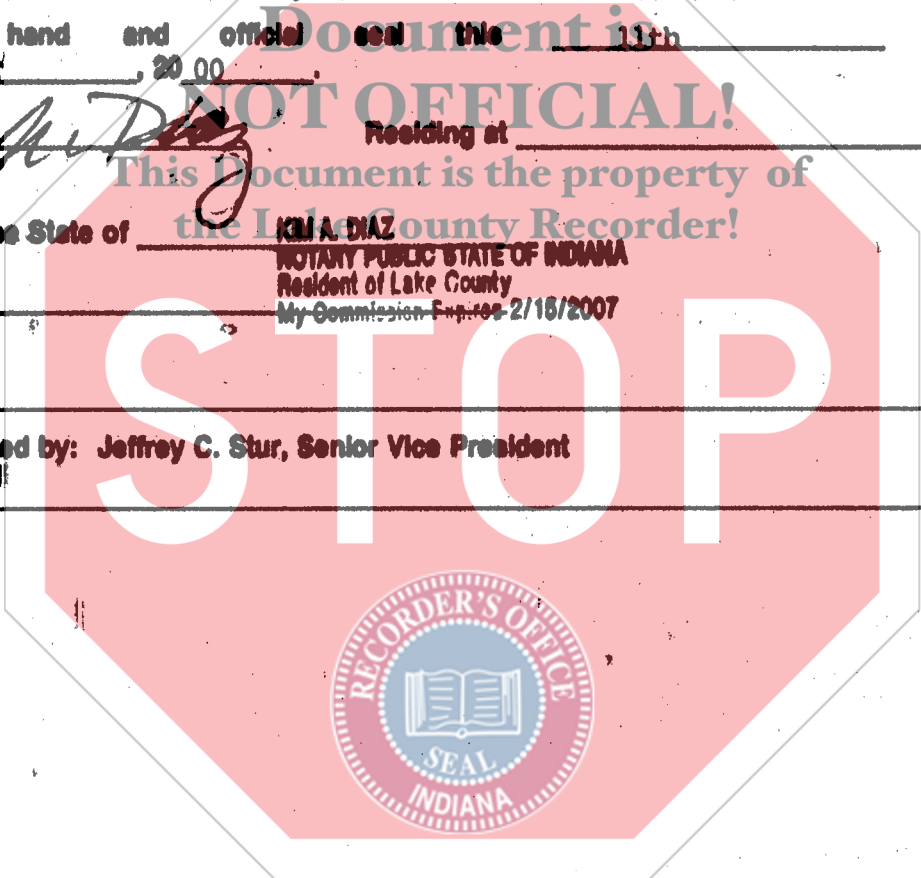 Document is
hand and official seal this 11th
, 20 00 .
NOT OFFICIAL!
Residing at
This Document is the property of
the Lake County Recorder!
e State of
KIM A. DIAZ
NOTARY PUBLIC STATE OF INDIANA
Resident of Lake County
My Commission Expires 2/15/2007
STOP
ed by: Jeffrey C. Stur, Senior Vice President
RECORDER'S OFFICE
SEAL
INDIANA